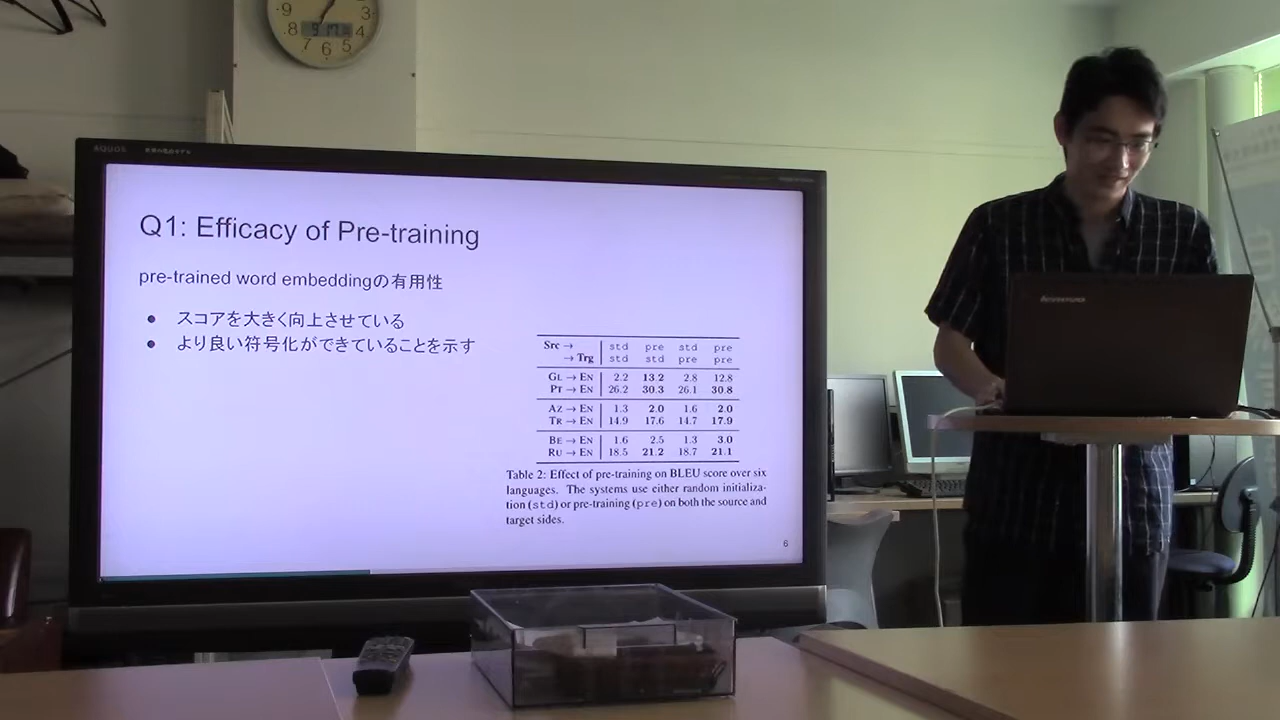 9 3
8 4
7 6 5
AQUOS
Q1: Efficacy of Pre-training
pre-trained word embeddingの有用性
● スコアを大きく向上させている
● より良い符号化ができていることを示す
Src → std pre std pre
→ Trg std std pre pre
GL → EN 2.2 13.2 2.8 12.8
PT → EN 26.2 30.3 26.1 30.8
AZ → EN 1.3 2.0 1.6 2.0
TR → EN 14.9 17.6 14.7 17.9
BE → EN 1.6 2.5 1.3 3.0
RU → EN 18.5 21.2 18.7 21.1
Table 2: Effect of pre-training on BLEU score over six
languages. The systems use either random initializa-
tion (std) or pre-training (pre) on both the source and
target sides.
6
lenovo